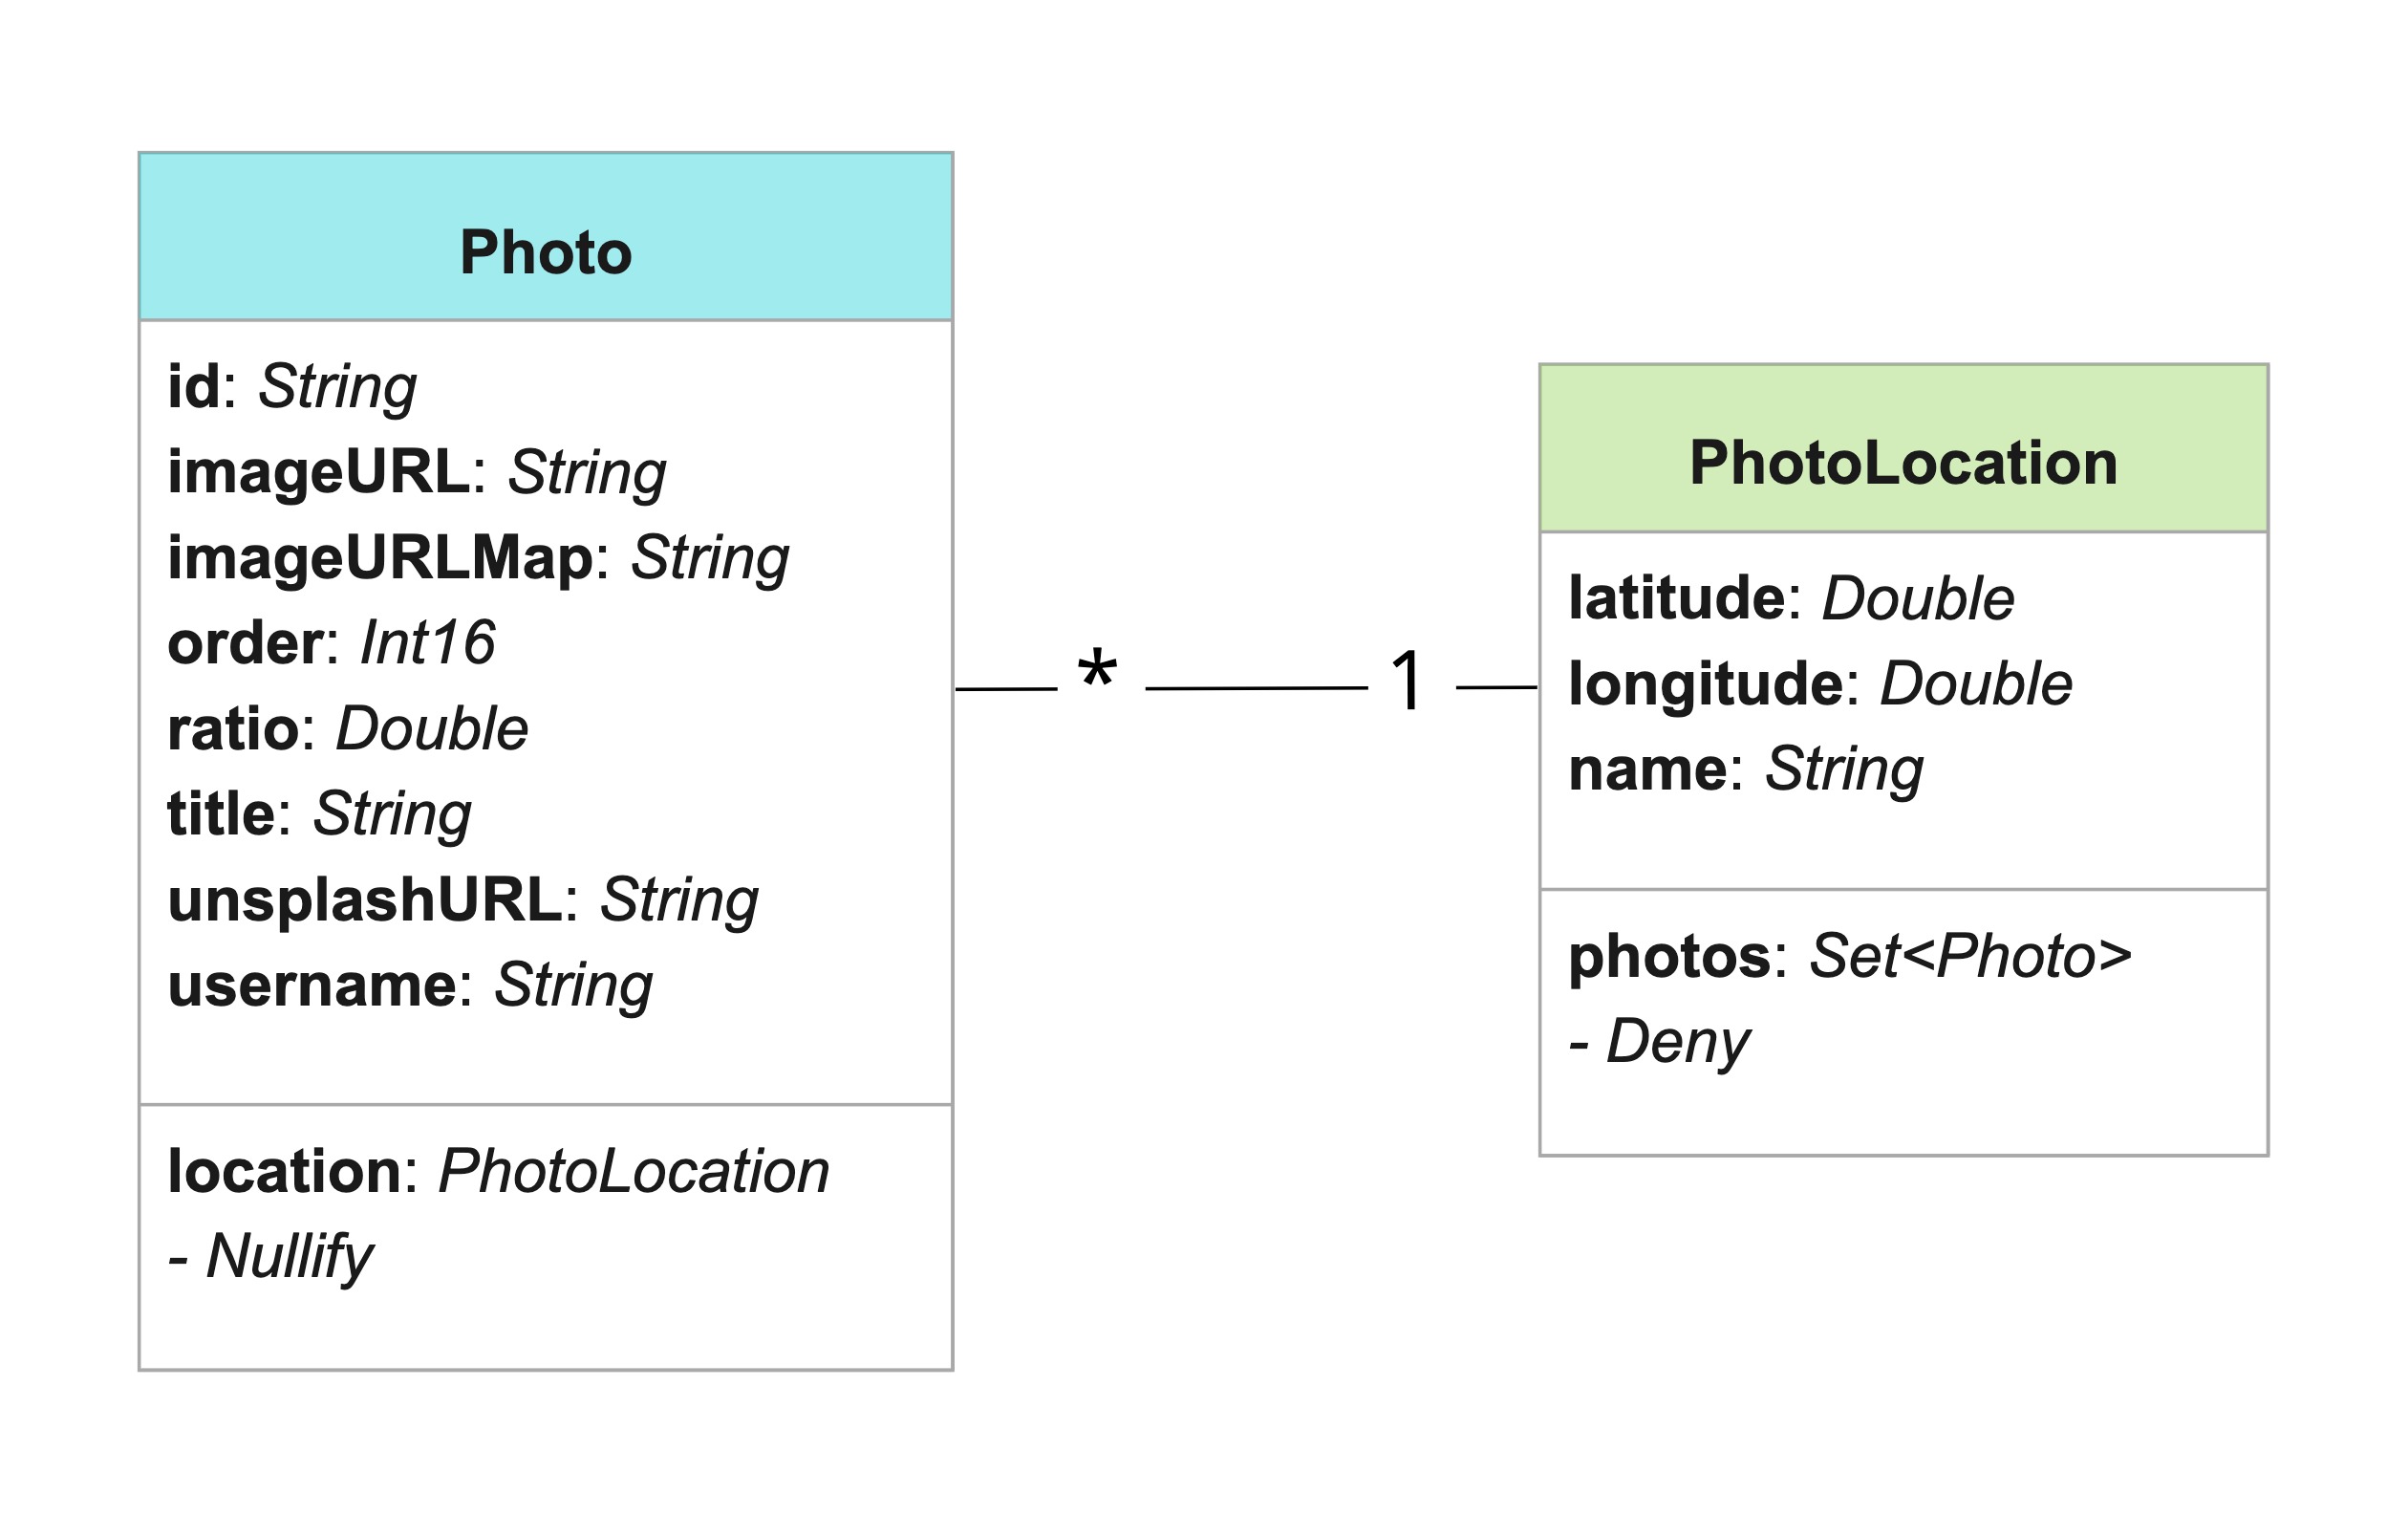 Photo
id: String
imageURL: String
imageURLMap: String
order: Int16
ratio: Double
title: String
unsplashURL: String
username: String
location: PhotoLocation
- Nullify
* 1
PhotoLocation
latitude: Double
longitude: Double
name: String
photos: Set<Photo>
- Deny